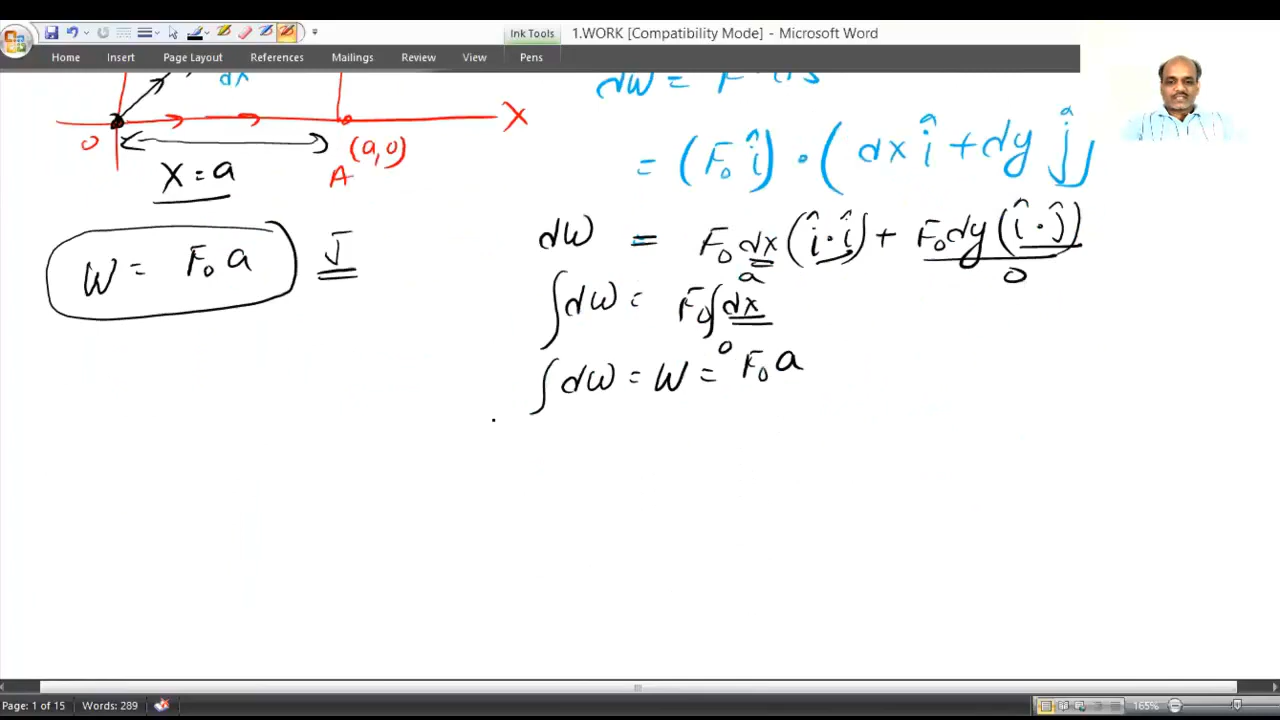 Ink Tools
1.WORK [Compatibility Mode] - Microsoft Word
Home Insert Page Layout References Mailings Review View Pens
dx
dW = F · ds
0
X
(a,0)
A
X = a
= (F₀ î) · (dx î + dy ĵ)
W = F₀ a J
dW = F₀ dx (î · î) + F₀ dy (î · ĵ)
0
∫dW = F₀ ∫₀ᵃ dx
∫dW = W = F₀ a
Page: 1 of 15 Words: 289 165%